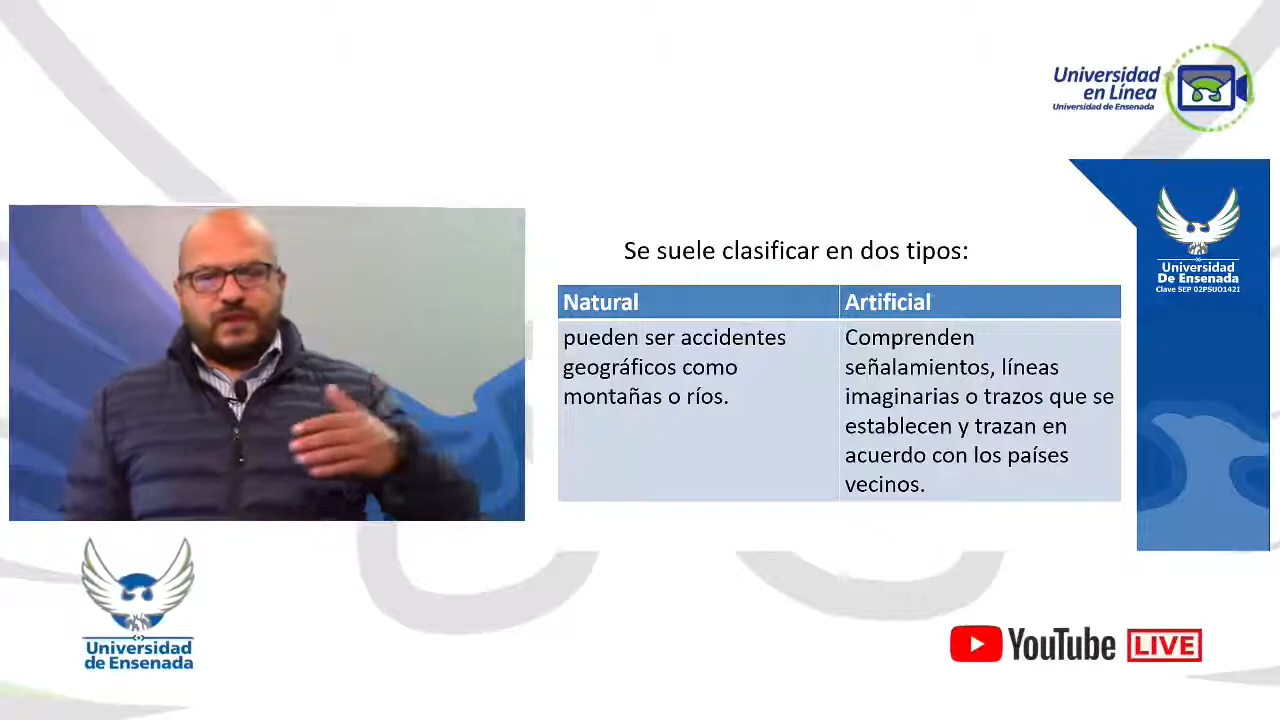 Universidad
en Línea
Universidad de Ensenada
Universidad
De Ensenada
Clave SEP 02PSU0142I
Se suele clasificar en dos tipos:
Natural
Artificial
pueden ser accidentes
geográficos como
montañas o ríos.
Comprenden
señalamientos, líneas
imaginarias o trazos que se
establecen y trazan en
acuerdo con los países
vecinos.
Universidad
de Ensenada
YouTube LIVE